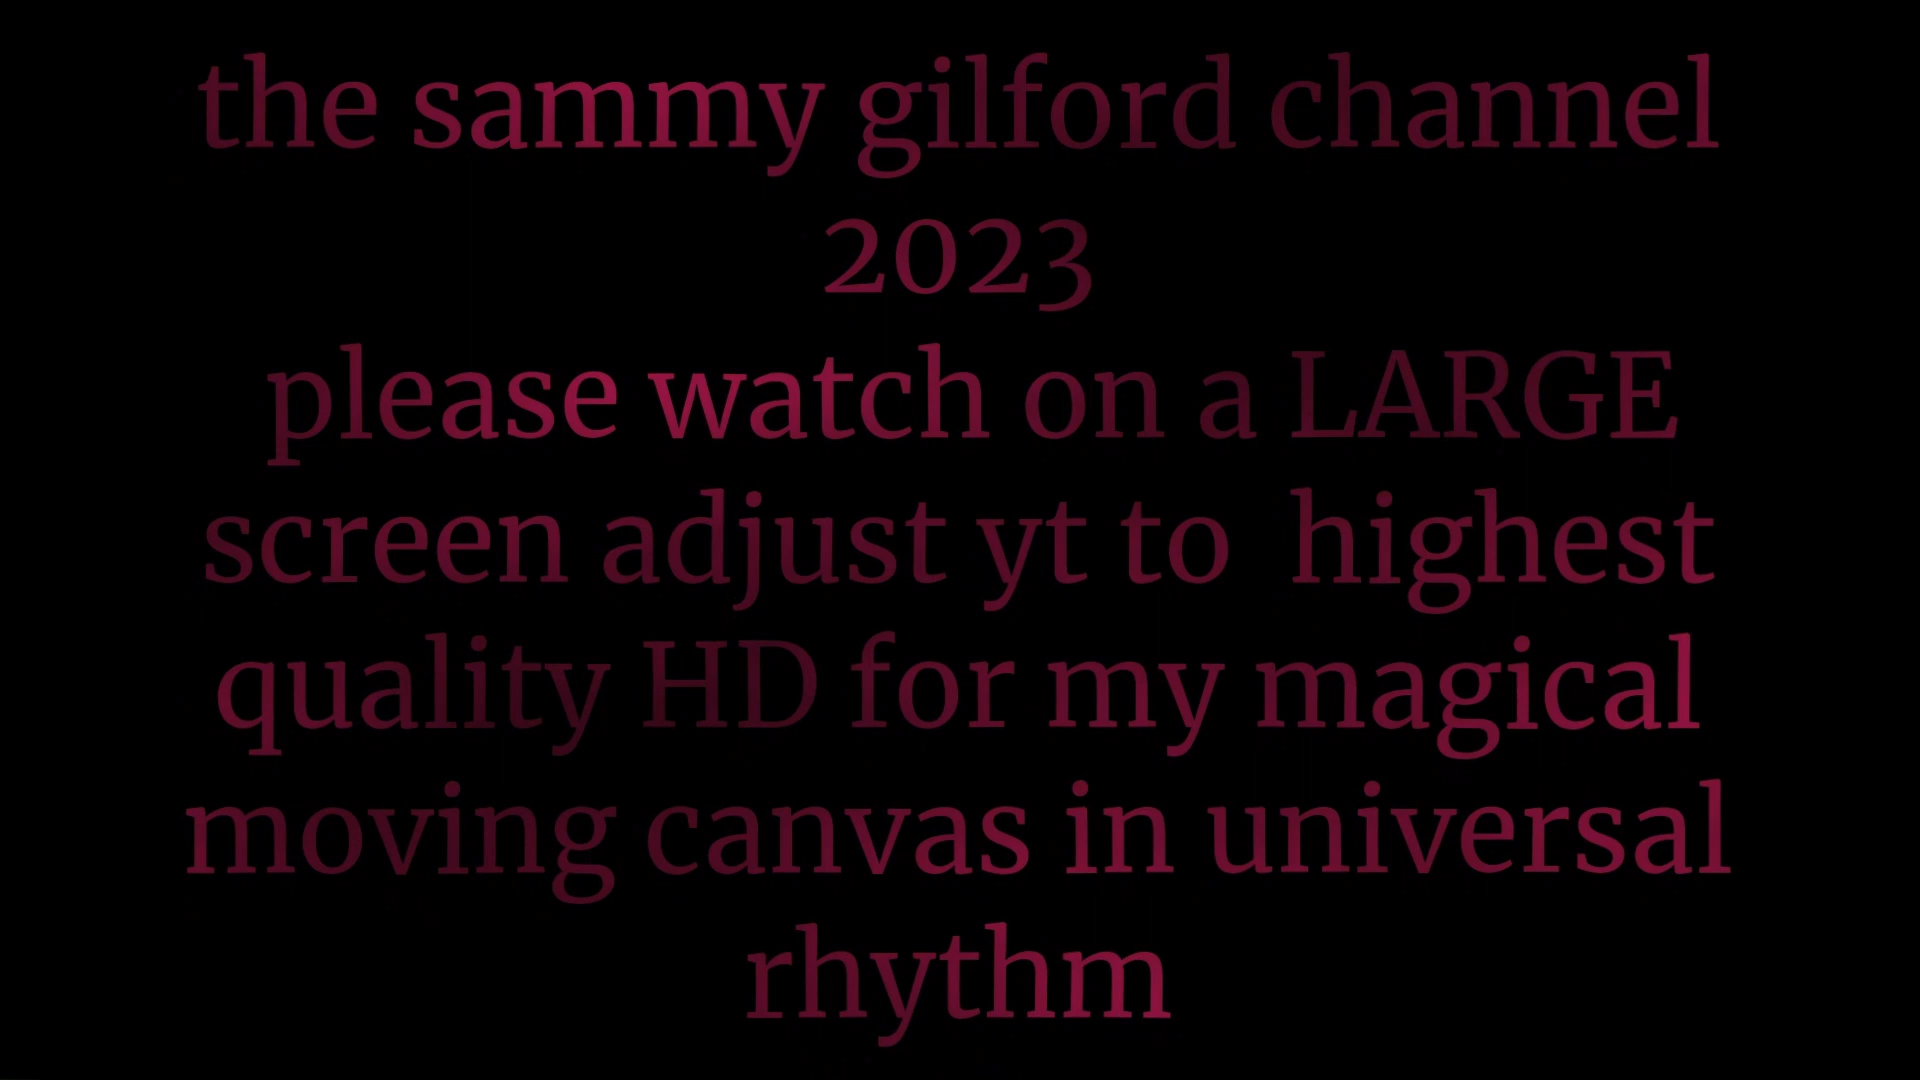 the sammy gilford channel
2023
please watch on a LARGE
screen adjust yt to  highest
quality HD for my magical
moving canvas in universal
rhythm